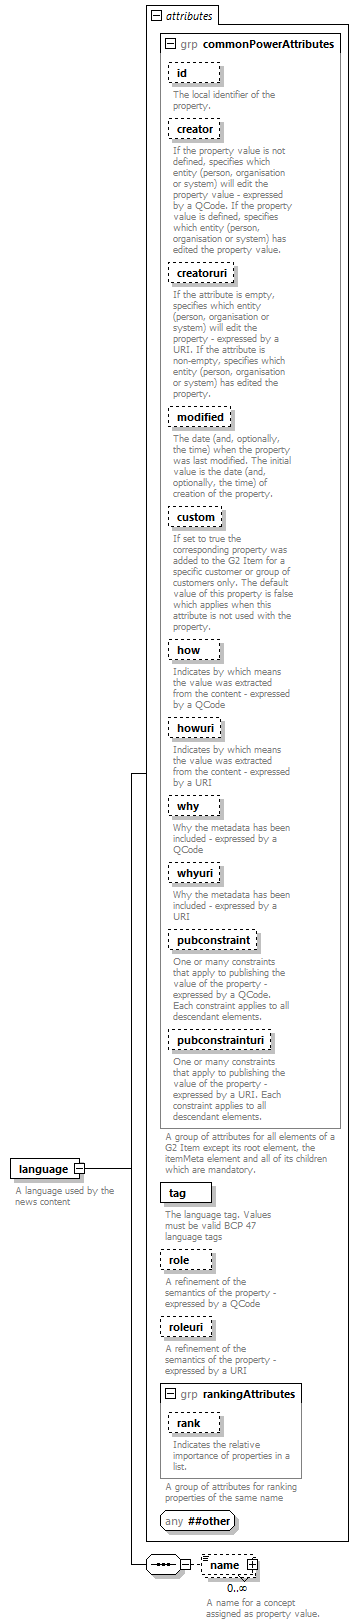 attributes
grp commonPowerAttributes
id
The local identifier of the
property.
creator
If the property value is not
defined, specifies which
entity (person, organisation
or system) will edit the
property value - expressed
by a QCode. If the property
value is defined, specifies
which entity (person,
organisation or system) has
edited the property value.
creatoruri
If the attribute is empty,
specifies which entity
(person, organisation or
system) will edit the
property - expressed by a
URI. If the attribute is
non-empty, specifies which
entity (person, organisation
or system) has edited the
property.
modified
The date (and, optionally,
the time) when the property
was last modified. The initial
value is the date (and,
optionally, the time) of
creation of the property.
custom
If set to true the
corresponding property was
added to the G2 Item for a
specific customer or group of
customers only. The default
value of this property is false
which applies when this
attribute is not used with the
property.
how
Indicates by which means
the value was extracted
from the content - expressed
by a QCode
howuri
Indicates by which means
the value was extracted
from the content - expressed
by a URI
why
Why the metadata has been
included - expressed by a
QCode
whyuri
Why the metadata has been
included - expressed by a
URI
pubconstraint
One or many constraints
that apply to publishing the
value of the property -
expressed by a QCode.
Each constraint applies to all
descendant elements.
pubconstrainturi
One or many constraints
that apply to publishing the
value of the property -
expressed by a URI. Each
constraint applies to all
descendant elements.
A group of attributes for all elements of a
G2 Item except its root element, the
itemMeta element and all of its children
which are mandatory.
language
A language used by the
news content
tag
The language tag. Values
must be valid BCP 47
language tags
role
A refinement of the
semantics of the property -
expressed by a QCode
roleuri
A refinement of the
semantics of the property -
expressed by a URI
grp rankingAttributes
rank
Indicates the relative
importance of properties in a
list.
A group of attributes for ranking
properties of the same name
any ##other
name
0..∞
A name for a concept
assigned as property value.